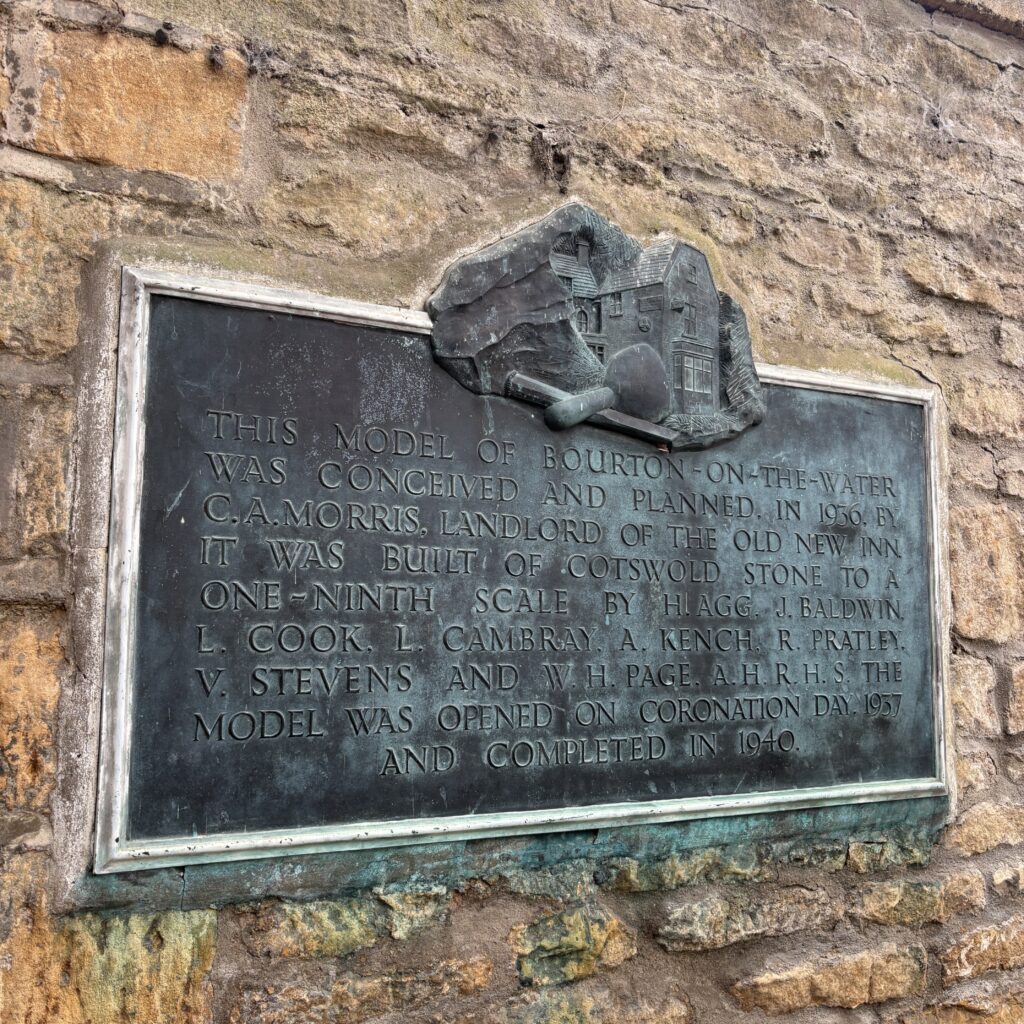 THIS MODEL OF BOURTON-ON-THE-WATER
WAS CONCEIVED AND PLANNED, IN 1936, BY
C.A. MORRIS, LANDLORD OF THE OLD NEW INN.
IT WAS BUILT OF COTSWOLD STONE TO A
ONE-NINTH SCALE BY H. AGG, J. BALDWIN,
L. COOK, L. CAMBRAY, A. KENCH, R. PRATLEY,
V. STEVENS AND W. H. PAGE, A.H.R.H.S. THE
MODEL WAS OPENED ON CORONATION DAY, 1937
AND COMPLETED IN 1940.